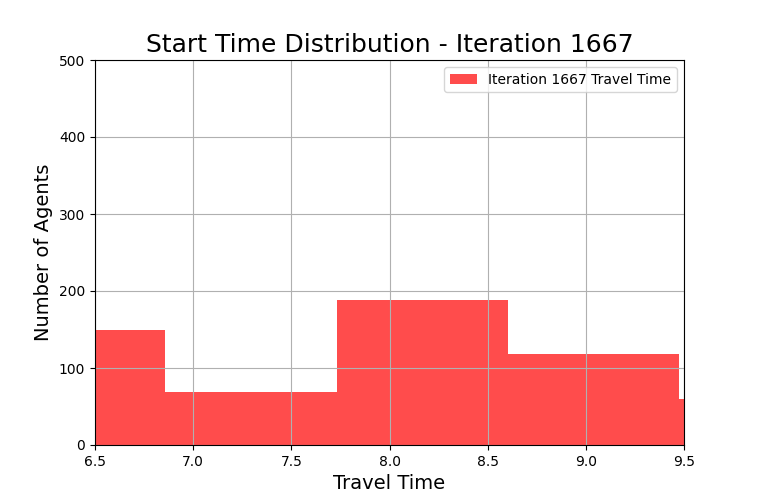 Start Time Distribution - Iteration 1667
Iteration 1667 Travel Time
Number of Agents
500
400
300
200
100
0
6.5 7.0 7.5 8.0 8.5 9.0 9.5
Travel Time